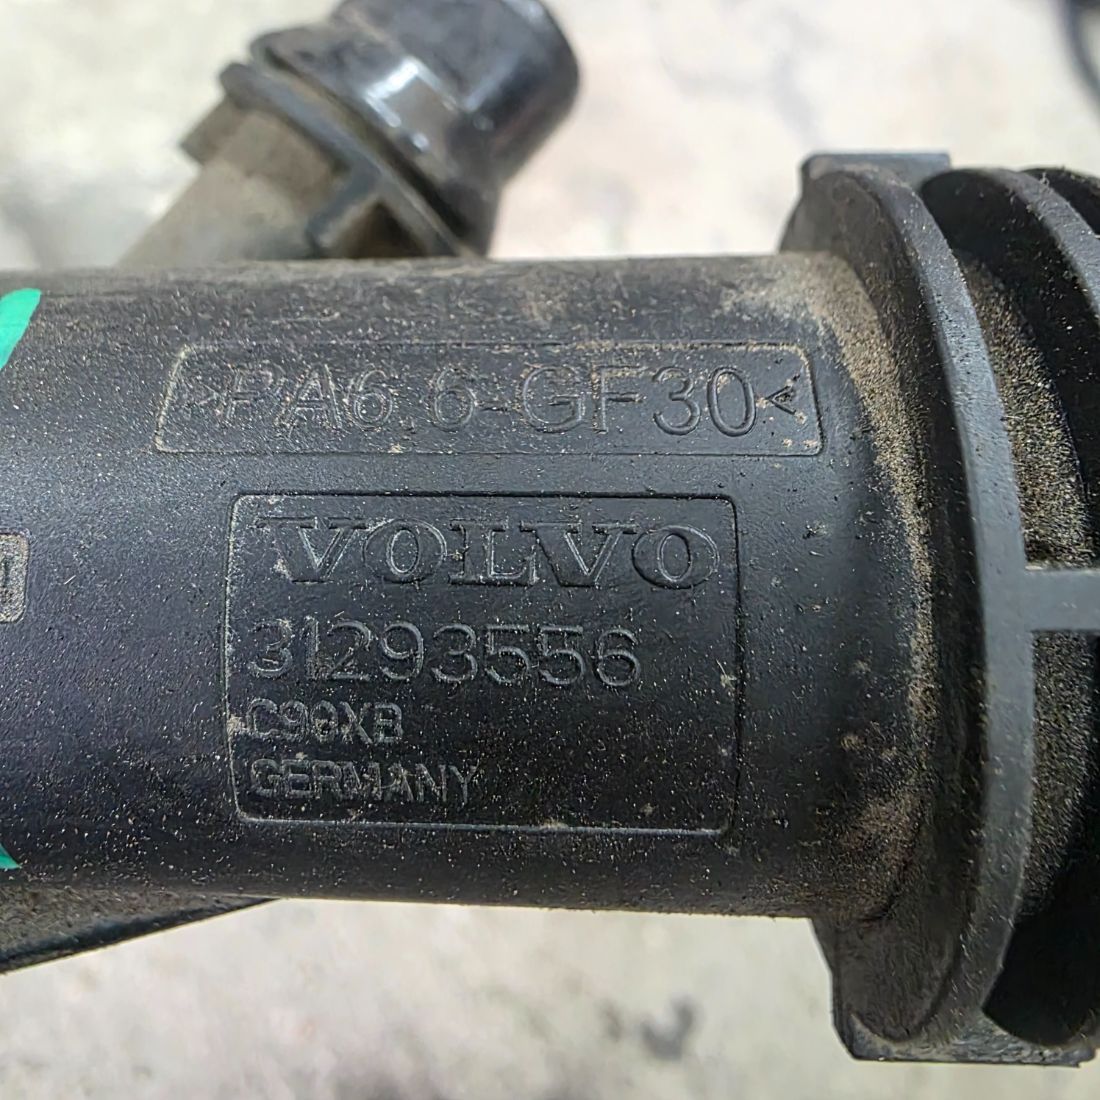 >PA6.6-GF30<
VOLVO
31293556
C90XB
GERMANY